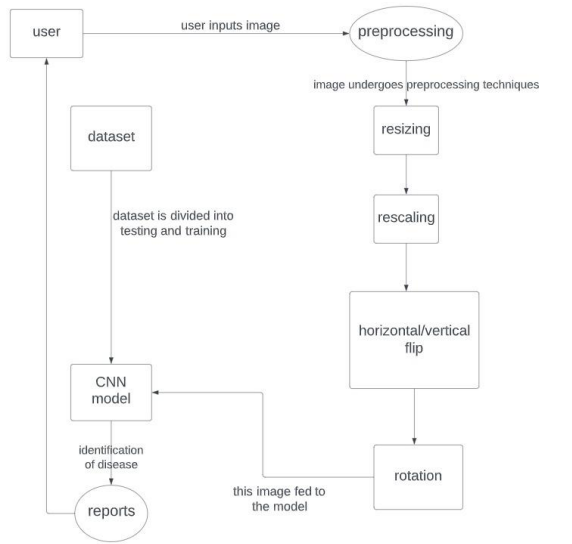 user
user inputs image
preprocessing
image undergoes preprocessing techniques
resizing
dataset
rescaling
dataset is divided into
testing and training
horizontal/vertical
flip
CNN
model
identification
of disease
rotation
this image fed to
the model
reports